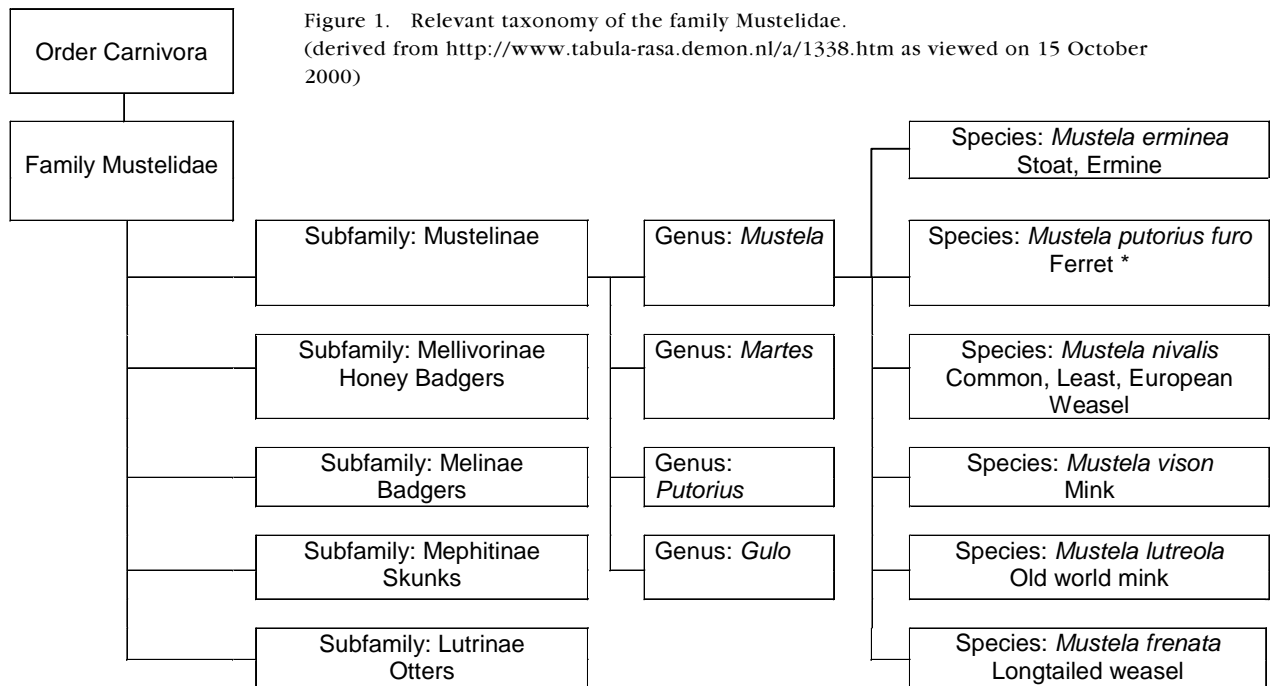 Figure 1. Relevant taxonomy of the family Mustelidae.
(derived from http://www.tabula-rasa.demon.nl/a/1338.htm as viewed on 15 October
2000)
Order Carnivora
Family Mustelidae
Subfamily: Mustelinae
Subfamily: Mellivorinae
Honey Badgers
Subfamily: Melinae
Badgers
Subfamily: Mephitinae
Skunks
Subfamily: Lutrinae
Otters
Genus: Mustela
Genus: Martes
Genus:
Putorius
Genus: Gulo
Species: Mustela erminea
Stoat, Ermine
Species: Mustela putorius furo
Ferret *
Species: Mustela nivalis
Common, Least, European
Weasel
Species: Mustela vison
Mink
Species: Mustela lutreola
Old world mink
Species: Mustela frenata
Longtailed weasel